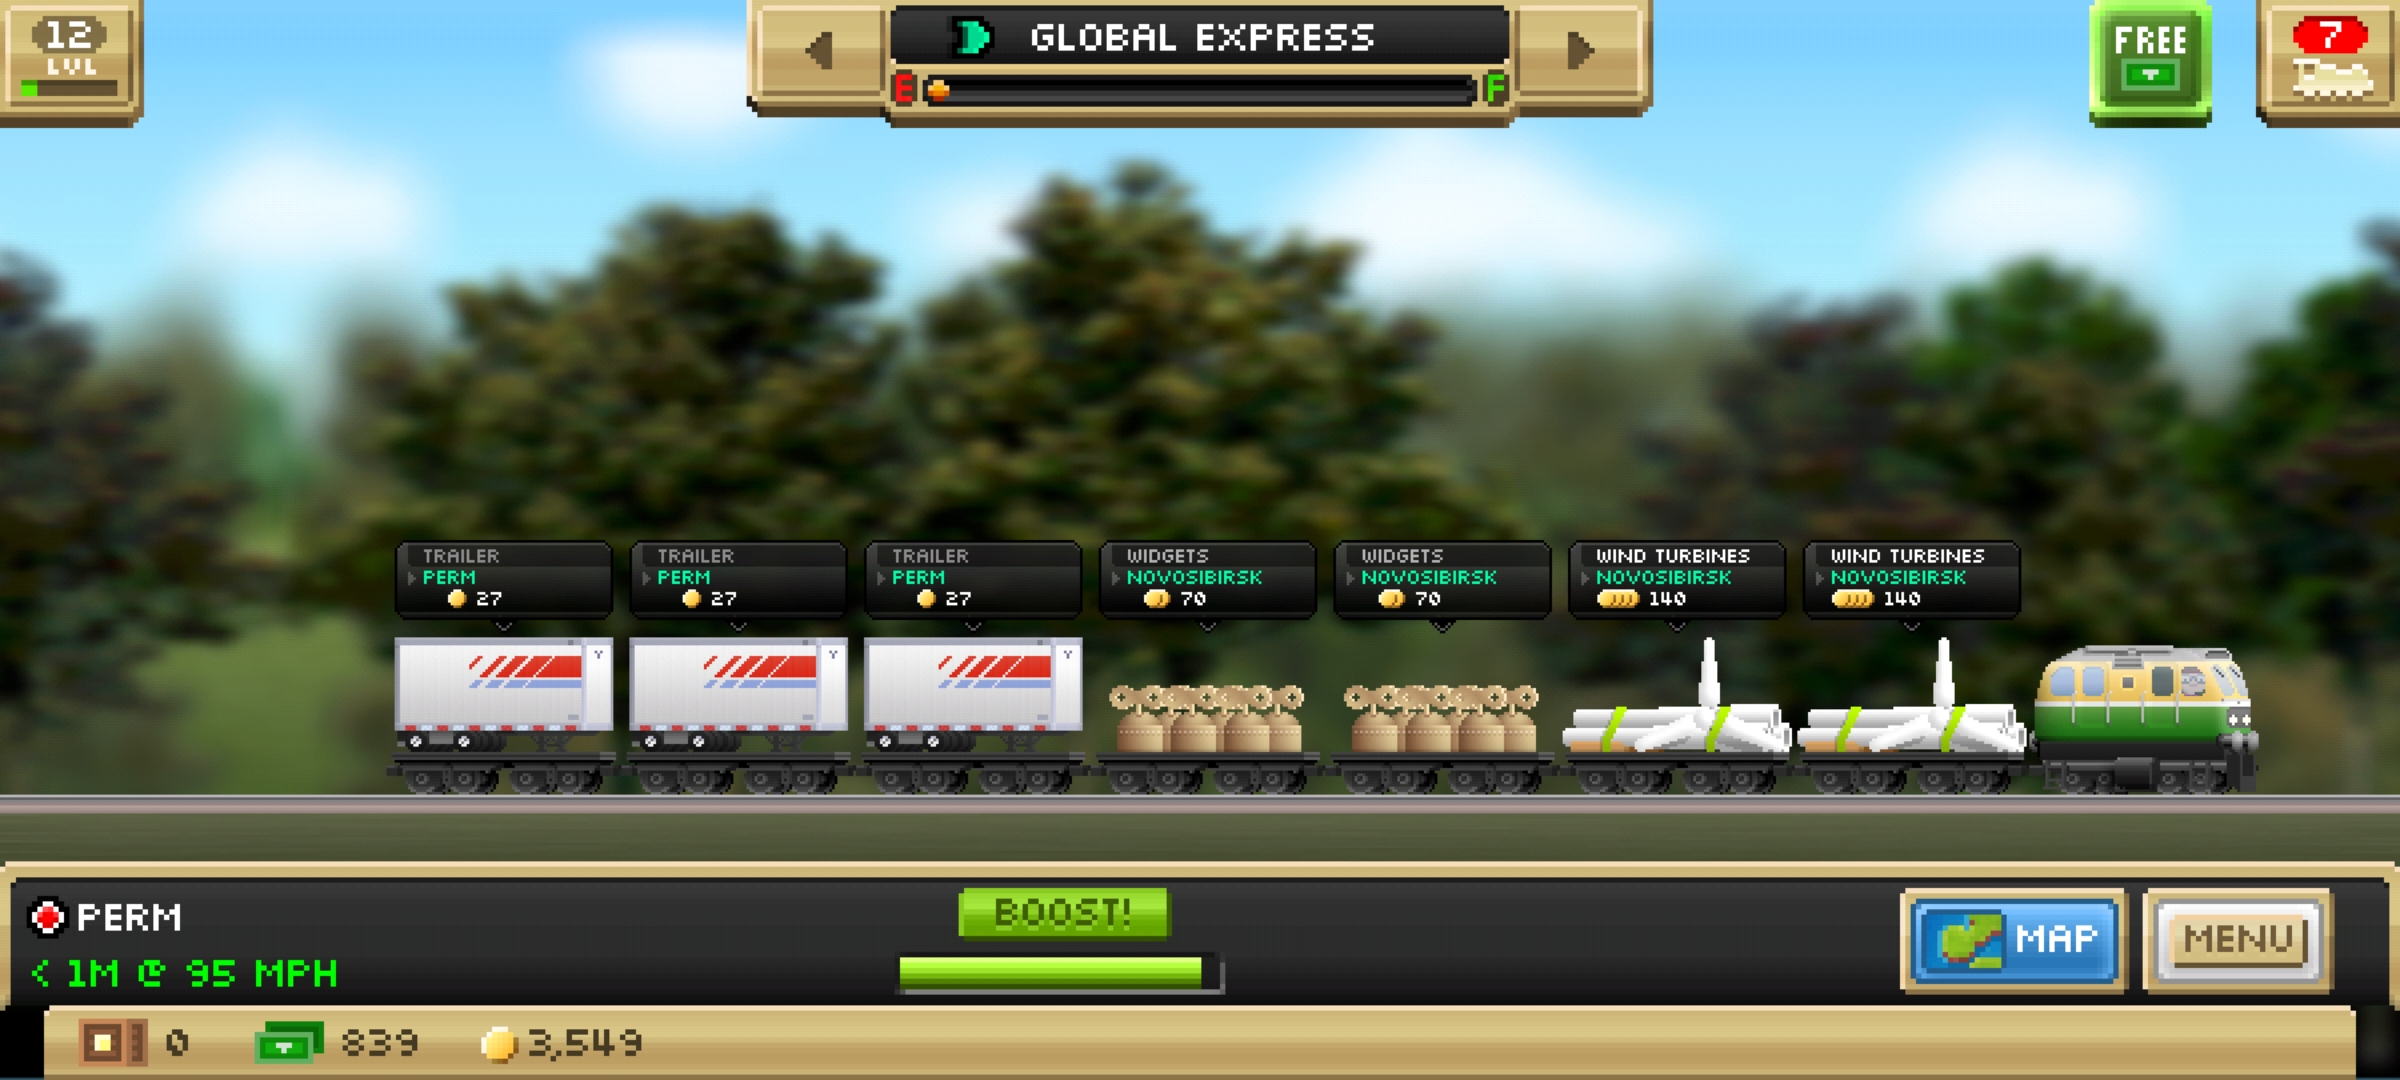 12
LVL
GLOBAL EXPRESS
E F
FREE
7
TRAILER
PERM
27
TRAILER
PERM
27
TRAILER
PERM
27
WIDGETS
NOVOSIBIRSK
70
WIDGETS
NOVOSIBIRSK
70
WIND TURBINES
NOVOSIBIRSK
140
WIND TURBINES
NOVOSIBIRSK
140
PERM
< 1M @ 95 MPH
BOOST!
MAP
MENU
0
839
3,549